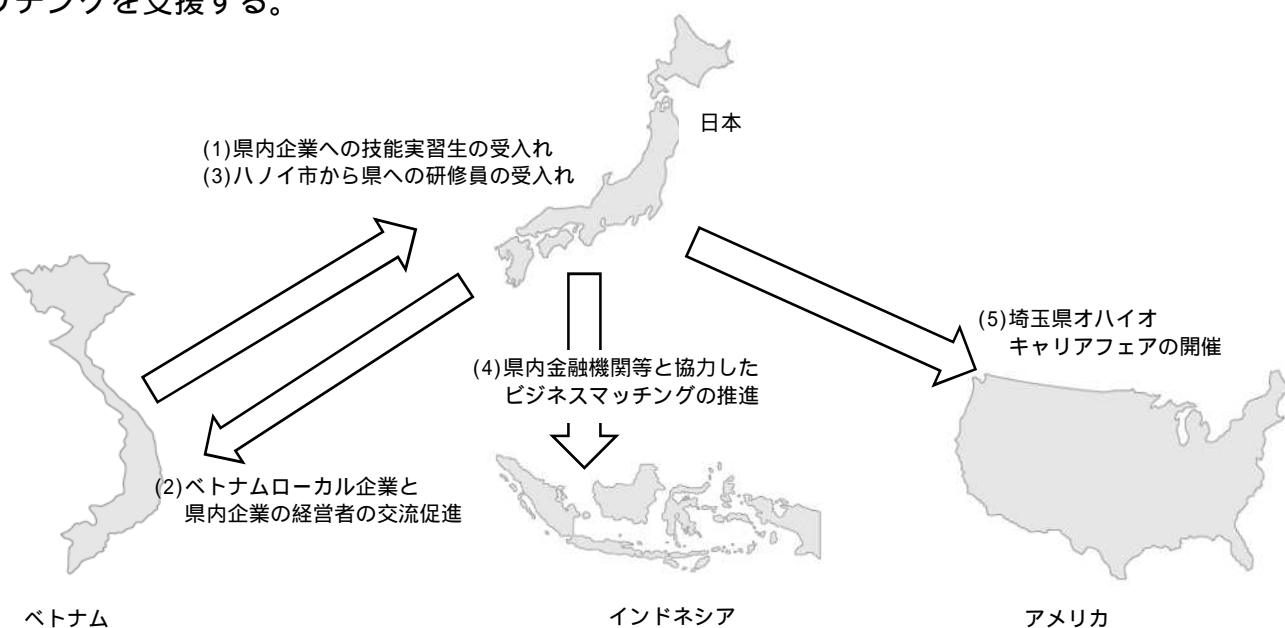 ッチングを支援する。
日本
(1)県内企業への技能実習生の受入れ
(3)ハノイ市から県への研修員の受入れ
(5)埼玉県オハイオ
キャリアフェアの開催
(4)県内金融機関等と協力した
ビジネスマッチングの推進
(2)ベトナムローカル企業と
県内企業の経営者の交流促進
ベトナム
インドネシア
アメリカ